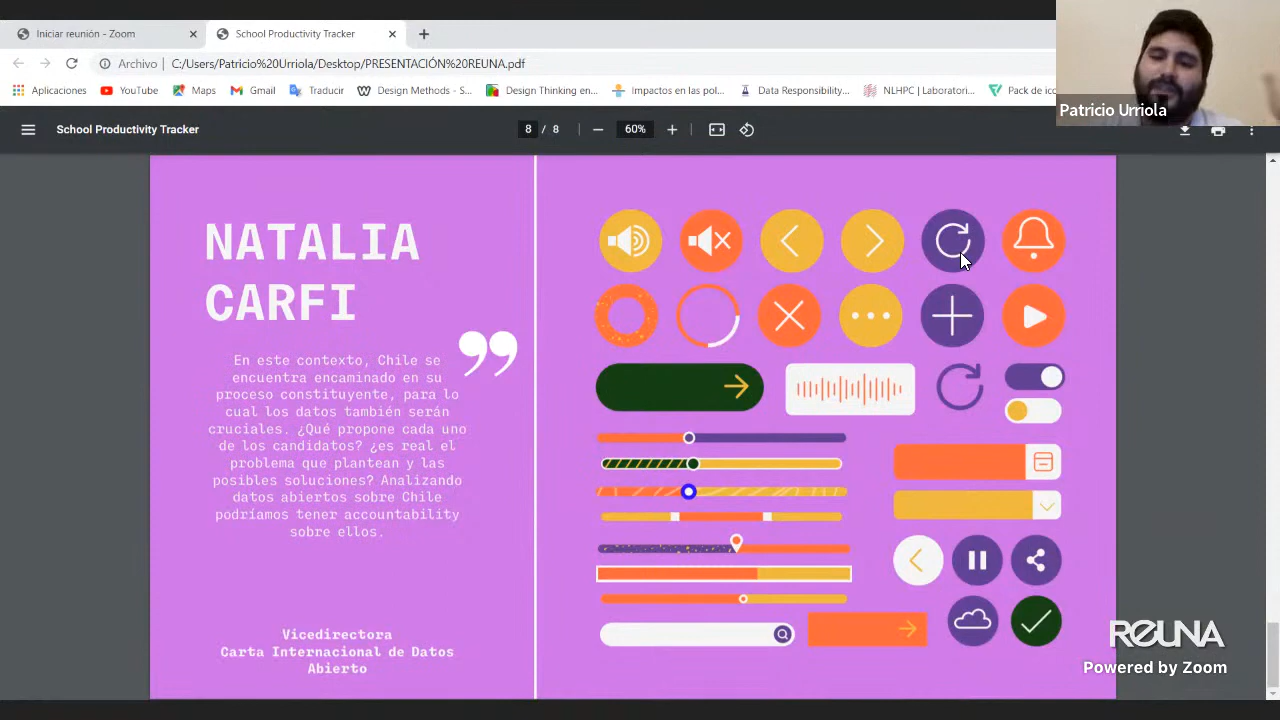 Iniciar reunión - Zoom
School Productivity Tracker
Archivo
C:/Users/Patricio%20Urriola/Desktop/PRESENTACIÓN%20REUNA.pdf
Aplicaciones
YouTube
Maps
Gmail
Traducir
Design Methods - S...
Design Thinking en...
Impactos en las pol...
Data Responsability...
NLHPC | Laboratori...
Pack de ico
Patricio Urriola
School Productivity Tracker
8 / 8
60%
NATALIA
CARFI
”
En este contexto, Chile se
encuentra encaminado en su
proceso constituyente, para lo
cual los datos también serán
cruciales. ¿Qué propone cada uno
de los candidatos? ¿es real el
problema que plantean y las
posibles soluciones? Analizando
datos abiertos sobre Chile
podríamos tener accountability
sobre ellos.
Vicedirectora
Carta Internacional de Datos
Abierto
REUNA
Powered by Zoom